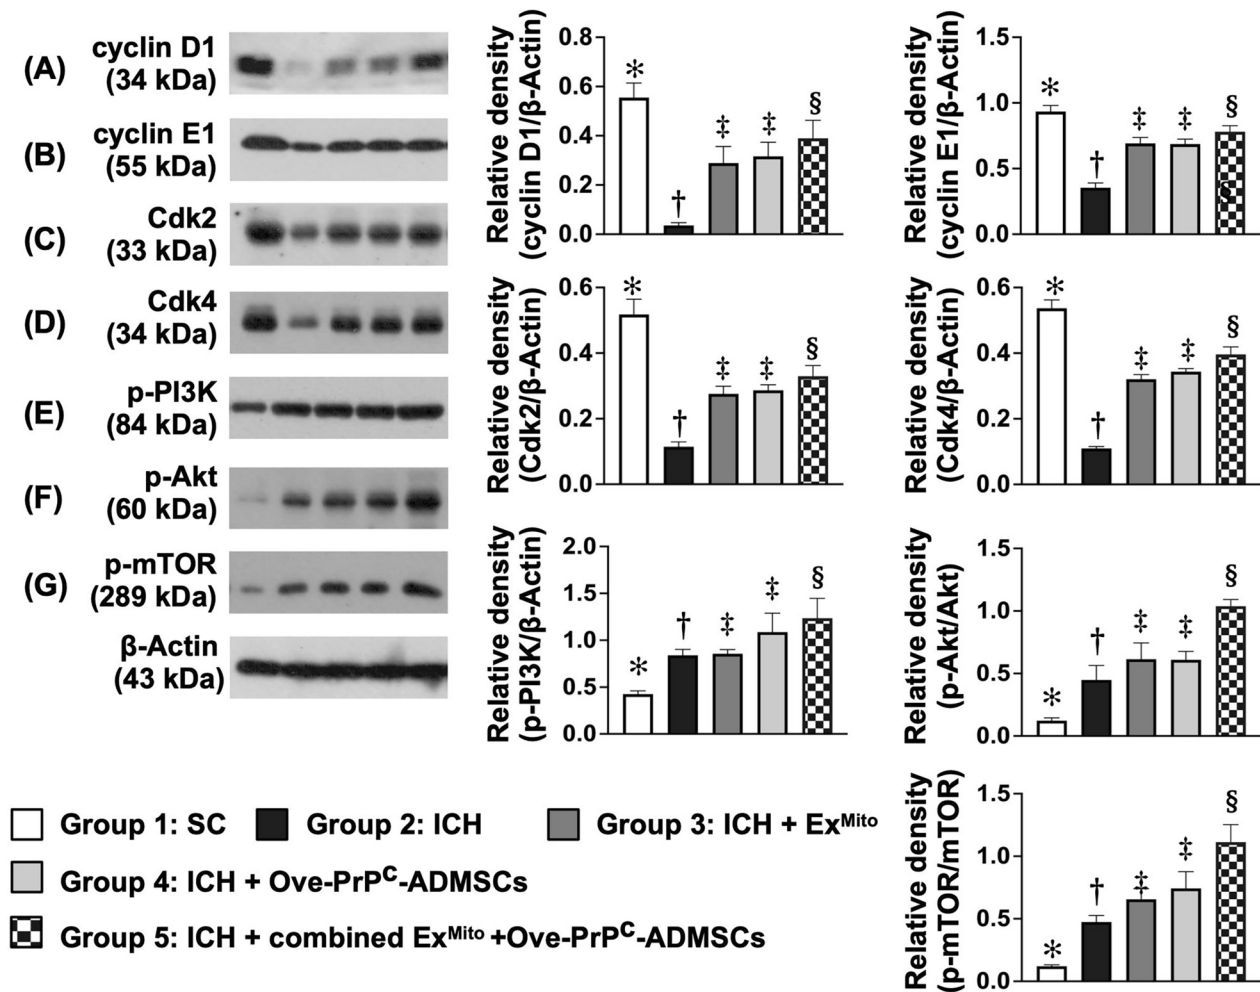 (A)
cyclin D1
(34 kDa)
(B)
cyclin E1
(55 kDa)
(C)
Cdk2
(33 kDa)
(D)
Cdk4
(34 kDa)
(E)
p-PI3K
(84 kDa)
(F)
p-Akt
(60 kDa)
(G)
p-mTOR
(289 kDa)
β-Actin
(43 kDa)
Relative density
(cyclin D1/β-Actin)
0.8
0.6
0.4
0.2
0.0
* † ‡ ‡ §
Relative density
(cyclin E1/β-Actin)
1.5
1.0
0.5
0.0
* † ‡ ‡ §
§
Relative density
(Cdk2/β-Actin)
0.6
0.4
0.2
0.0
* † ‡ ‡ §
Relative density
(Cdk4/β-Actin)
0.6
0.4
0.2
0.0
* † ‡ ‡ §
Relative density
(p-PI3K/β-Actin)
2.0
1.5
1.0
0.5
0.0
* † ‡ ‡ §
Relative density
(p-Akt/Akt)
1.5
1.0
0.5
0.0
* † ‡ ‡ §
Relative density
(p-mTOR/mTOR)
1.5
1.0
0.5
0.0
* † ‡ ‡ §
Group 1: SC
Group 2: ICH
Group 3: ICH + Ex^Mito
Group 4: ICH + Ove-PrP^C-ADMSCs
Group 5: ICH + combined Ex^Mito +Ove-PrP^C-ADMSCs